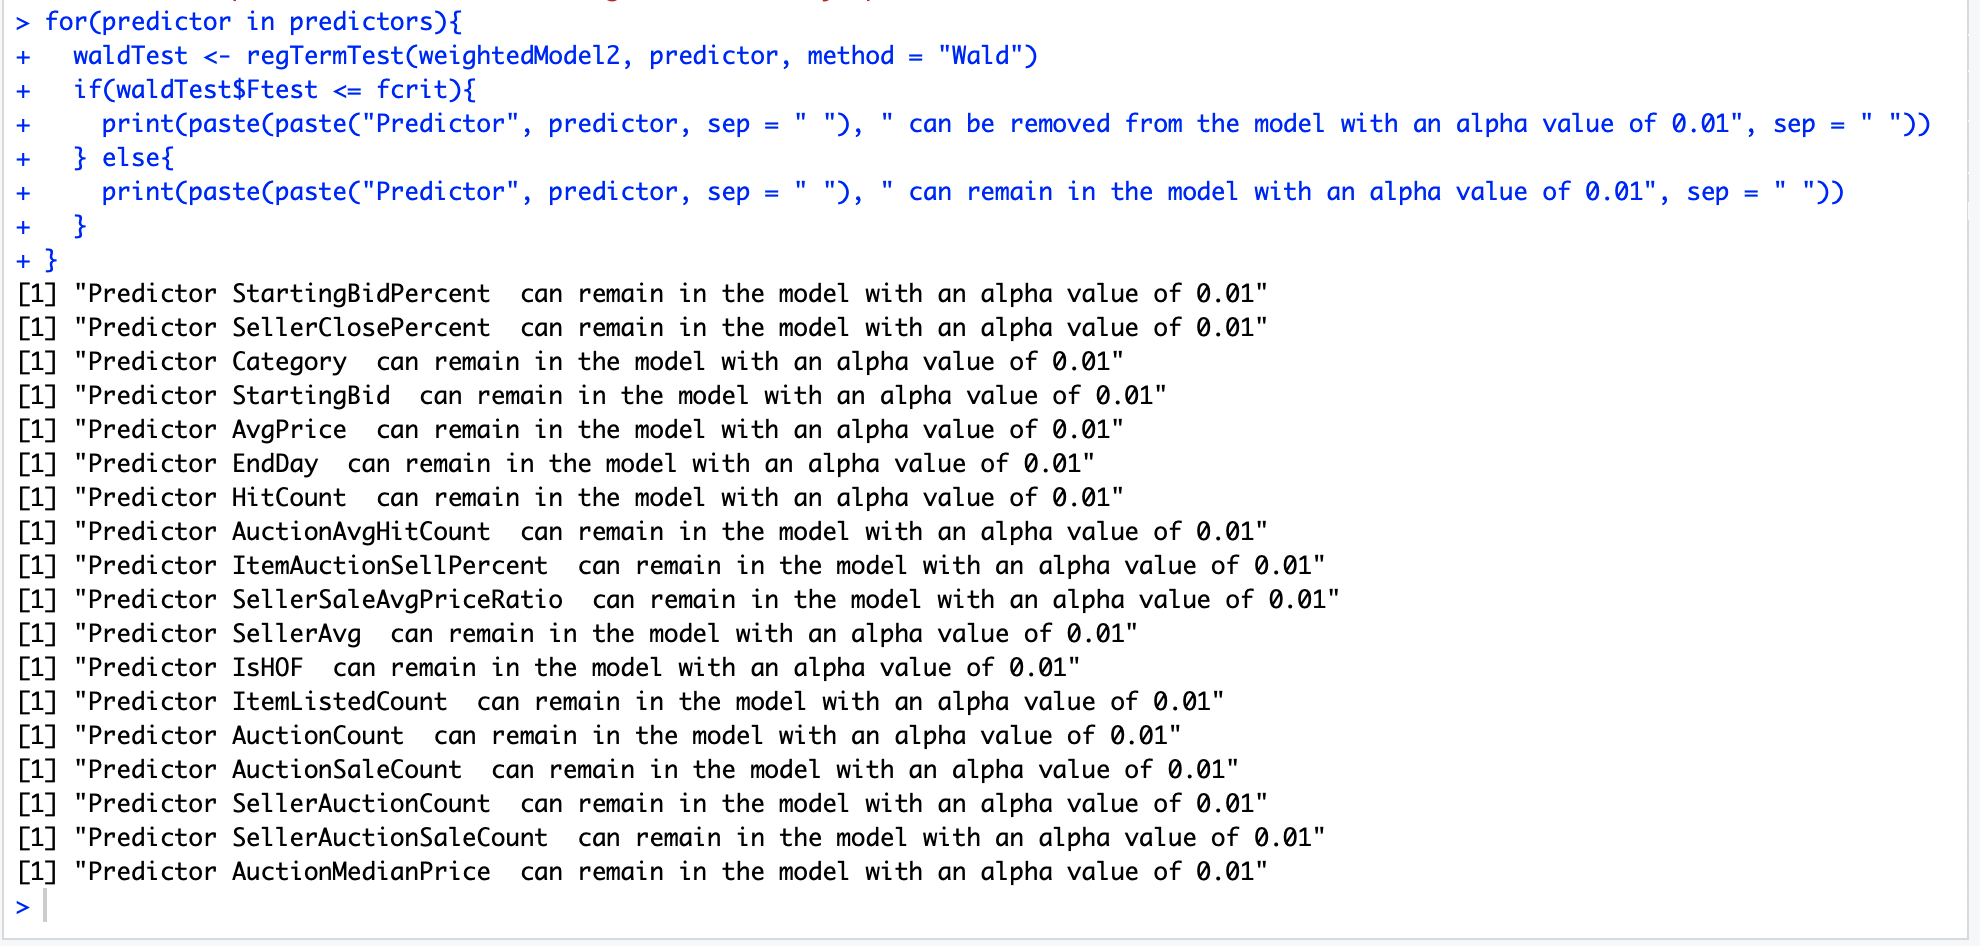 > for(predictor in predictors){
+   waldTest <- regTermTest(weightedModel2, predictor, method = "Wald")
+   if(waldTest$Ftest <= fcrit){
+     print(paste(paste("Predictor", predictor, sep = " "), " can be removed from the model with an alpha value of 0.01", sep = " "))
+   } else{
+     print(paste(paste("Predictor", predictor, sep = " "), " can remain in the model with an alpha value of 0.01", sep = " "))
+   }
+ }
[1] "Predictor StartingBidPercent  can remain in the model with an alpha value of 0.01"
[1] "Predictor SellerClosePercent  can remain in the model with an alpha value of 0.01"
[1] "Predictor Category  can remain in the model with an alpha value of 0.01"
[1] "Predictor StartingBid  can remain in the model with an alpha value of 0.01"
[1] "Predictor AvgPrice  can remain in the model with an alpha value of 0.01"
[1] "Predictor EndDay  can remain in the model with an alpha value of 0.01"
[1] "Predictor HitCount  can remain in the model with an alpha value of 0.01"
[1] "Predictor AuctionAvgHitCount  can remain in the model with an alpha value of 0.01"
[1] "Predictor ItemAuctionSellPercent  can remain in the model with an alpha value of 0.01"
[1] "Predictor SellerSaleAvgPriceRatio  can remain in the model with an alpha value of 0.01"
[1] "Predictor SellerAvg  can remain in the model with an alpha value of 0.01"
[1] "Predictor IsHOF  can remain in the model with an alpha value of 0.01"
[1] "Predictor ItemListedCount  can remain in the model with an alpha value of 0.01"
[1] "Predictor AuctionCount  can remain in the model with an alpha value of 0.01"
[1] "Predictor AuctionSaleCount  can remain in the model with an alpha value of 0.01"
[1] "Predictor SellerAuctionCount  can remain in the model with an alpha value of 0.01"
[1] "Predictor SellerAuctionSaleCount  can remain in the model with an alpha value of 0.01"
[1] "Predictor AuctionMedianPrice  can remain in the model with an alpha value of 0.01"
>